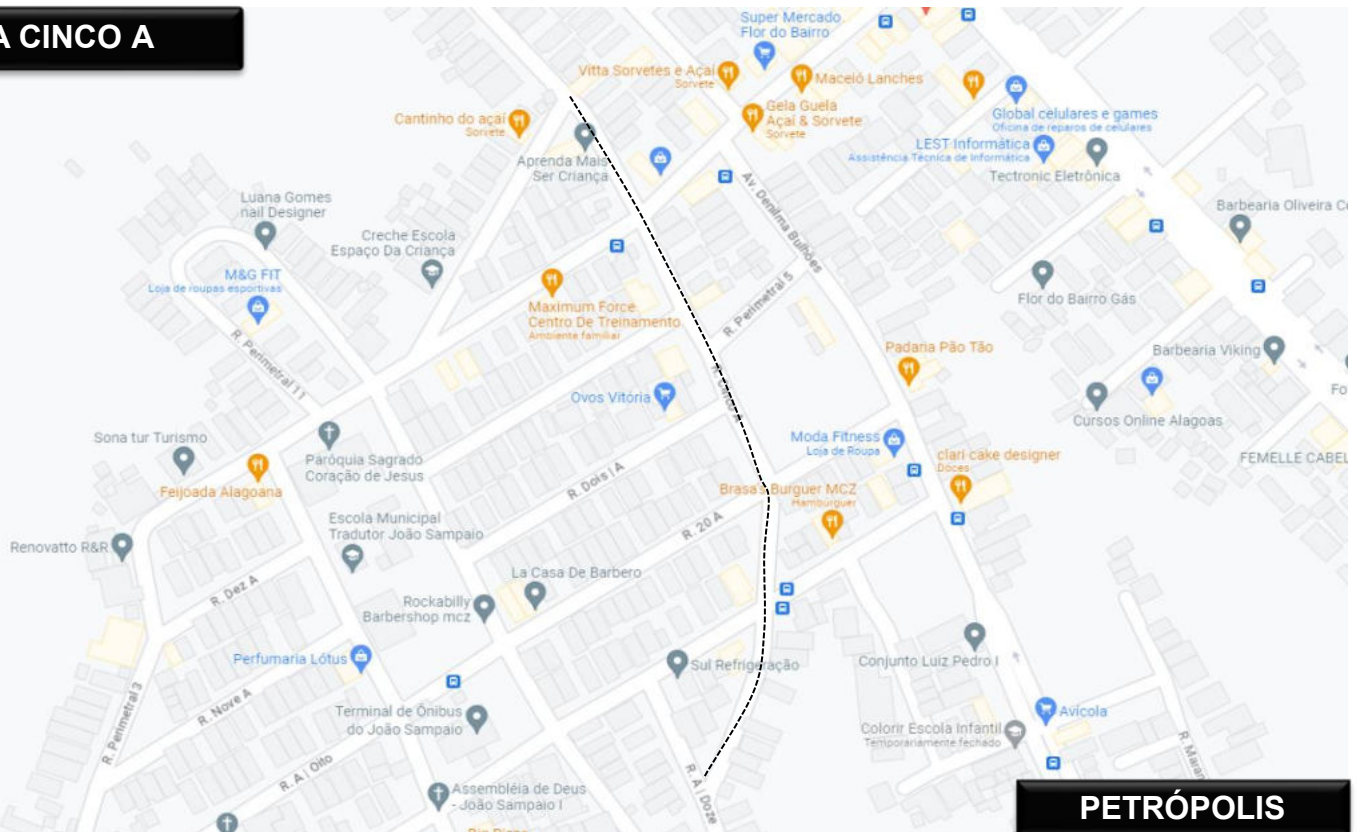 A CINCO A
Super Mercado
Flor do Bairro
Vitta Sorvetes e Açaí
Sorvete
Maceló Lanches
Cantinho do açaí
Sorvete
Gela Guela
Açaí & Sorvete
Sorvete
Global celulares e games
Oficina de reparos de celulares
LEST Informática
Assistência Técnica de Informática
Tectronic Eletrônica
Aprenda Mais
Ser Criança
Av. Denilma Bulhões
Luana Gomes
nail Designer
Barbearia Oliveira
Creche Escola
Espaço Da Criança
M&G FIT
Loja de roupas esportivas
Flor do Bairro Gás
R. Perimetral 5
Maximum Force
Centro De Treinamento
Ambiente familiar
R. Perimetral 11
Padaria Pão Tão
Barbearia Viking
Fo
Ovos Vitória
R. Cinco A
Cursos Online Alagoas
Sona tur Turismo
Paróquia Sagrado
Coração de Jesus
Moda Fitness
Loja de Roupa
clari cake designer
Doces
FEMELLE CABEL
Feijoada Alagoana
R. Dois | A
Brasa's Burguer MCZ
Hambúrguer
Escola Municipal
Tradutor João Sampaio
R. 20 A
Renovatto R&R
La Casa De Barbero
R. Dez A
Rockabilly
Barbershop mcz
Perfumaria Lótus
Sul Refrigeração
Conjunto Luiz Pedro I
R. Perimetral 3
R. Nove A
Terminal de Ônibus
do João Sampaio
Avícola
Colorir Escola Infantil
Temporariamente fechado
R. Maran
R. A | Oito
R. A | Doze
Assembléia de Deus
- João Sampaio I
PETRÓPOLIS